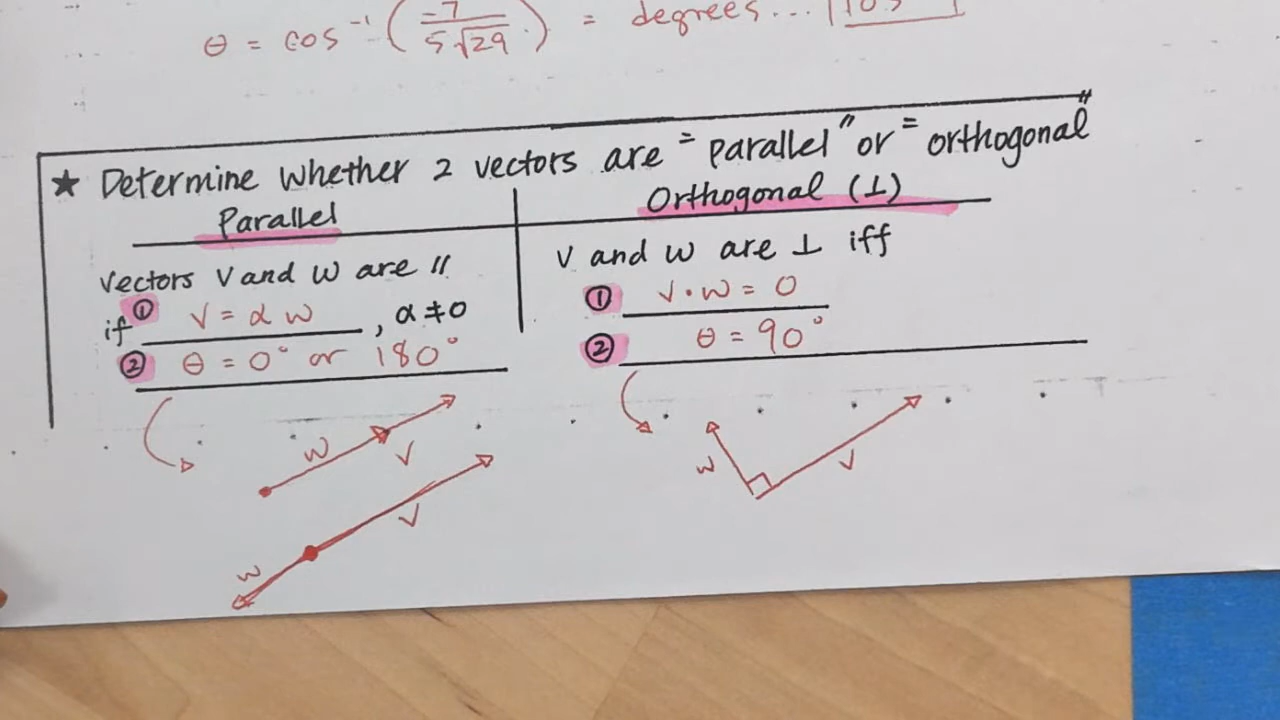 θ = cos⁻¹ ( -7 / 5√29 ) = degrees...
★ Determine whether 2 vectors are "parallel" or "orthogonal"
Parallel
vectors v and w are //
if ① v = α w , α ≠ 0
② θ = 0° or 180°
w
v
v
w
Orthogonal (⊥)
v and w are ⊥ iff
① v • w = 0
② θ = 90°
w
v